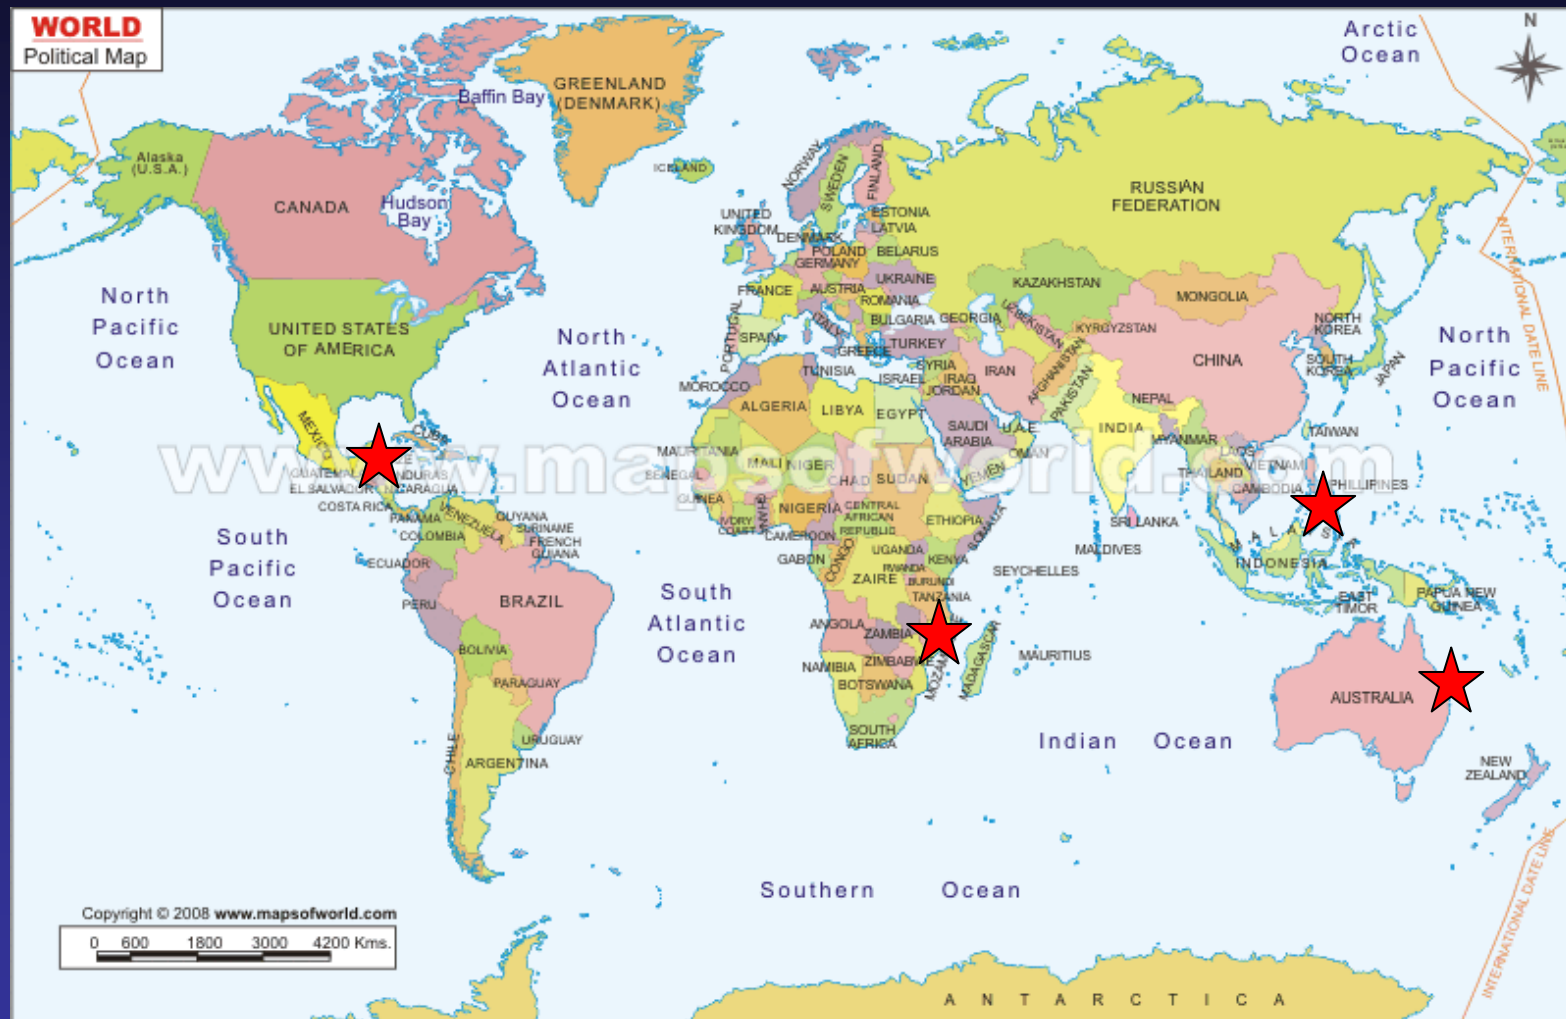 WORLD
Political Map
Arctic
Ocean
N
GREENLAND
(DENMARK)
Baffin Bay
Alaska
(U.S.A.)
ICELAND
NORWAY
SWEDEN
FINLAND
RUSSIAN
FEDERATION
CANADA
Hudson
Bay
UNITED
KINGDOM
ESTONIA
LATVIA
DENMARK
POLAND
BELARUS
GERMANY
UKRAINE
FRANCE
AUSTRIA
ROMANIA
KAZAKHSTAN
MONGOLIA
INTERNATIONAL DATE LINE
North
Pacific
Ocean
UNITED STATES
OF AMERICA
North
Atlantic
Ocean
PORTUGAL
SPAIN
ITALY
BULGARIA
GEORGIA
UZBEKISTAN
KYRGYZSTAN
NORTH
KOREA
SOUTH
KOREA
JAPAN
North
Pacific
Ocean
GREECE
TURKEY
CHINA
MOROCCO
TUNISIA
SYRIA
ISRAEL
IRAQ
JORDAN
IRAN
AFGHANISTAN
PAKISTAN
NEPAL
ALGERIA
LIBYA
EGYPT
SAUDI
ARABIA
U.A.E.
OMAN
INDIA
MYANMAR
TAIWAN
MEXICO
CUBA
www.mapsofworld.com
MAURITANIA
MALI
NIGER
CHAD
SUDAN
YEMEN
LAOS
THAILAND
VIETNAM
CAMBODIA
PHILLIPINES
GUATEMALA
EL SALVADOR
NICARAGUA
COSTA RICA
PANAMA
VENEZUELA
GUYANA
SURINAME
FRENCH
GUIANA
COLOMBIA
ECUADOR
SENEGAL
GUINEA
IVORY
COAST
GHANA
NIGERIA
CENTRAL
AFRICAN
REPUBLIC
CAMEROON
ETHIOPIA
SOMALIA
SRI LANKA
MALDIVES
MALAYSIA
INDONESIA
South
Pacific
Ocean
GABON
CONGO
UGANDA
KENYA
RWANDA
BURUNDI
ZAIRE
TANZANIA
SEYCHELLES
EAST
TIMOR
PAPUA NEW
GUINEA
PERU
BRAZIL
South
Atlantic
Ocean
ANGOLA
ZAMBIA
MADAGASCAR
MAURITIUS
BOLIVIA
PARAGUAY
NAMIBIA
ZIMBABWE
BOTSWANA
AUSTRALIA
SOUTH
AFRICA
Indian Ocean
CHILE
URUGUAY
ARGENTINA
NEW
ZEALAND
Southern Ocean
INTERNATIONAL DATE LINE
Copyright © 2008 www.mapsofworld.com
0 600 1800 3000 4200 Kms.
ANTARCTICA